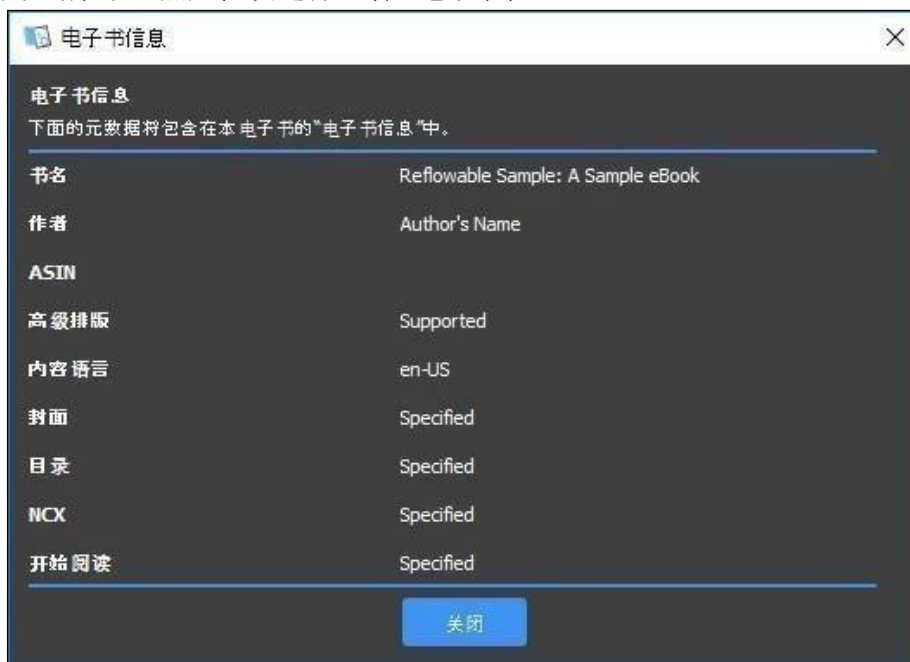 电子书信息
电子书信息
下面的元数据将包含在本电子书的“电子书信息”中。
书名 Reflowable Sample: A Sample eBook
作者 Author's Name
ASIN
高级排版 Supported
内容语言 en-US
封面 Specified
目录 Specified
NCX Specified
开始阅读 Specified
关闭